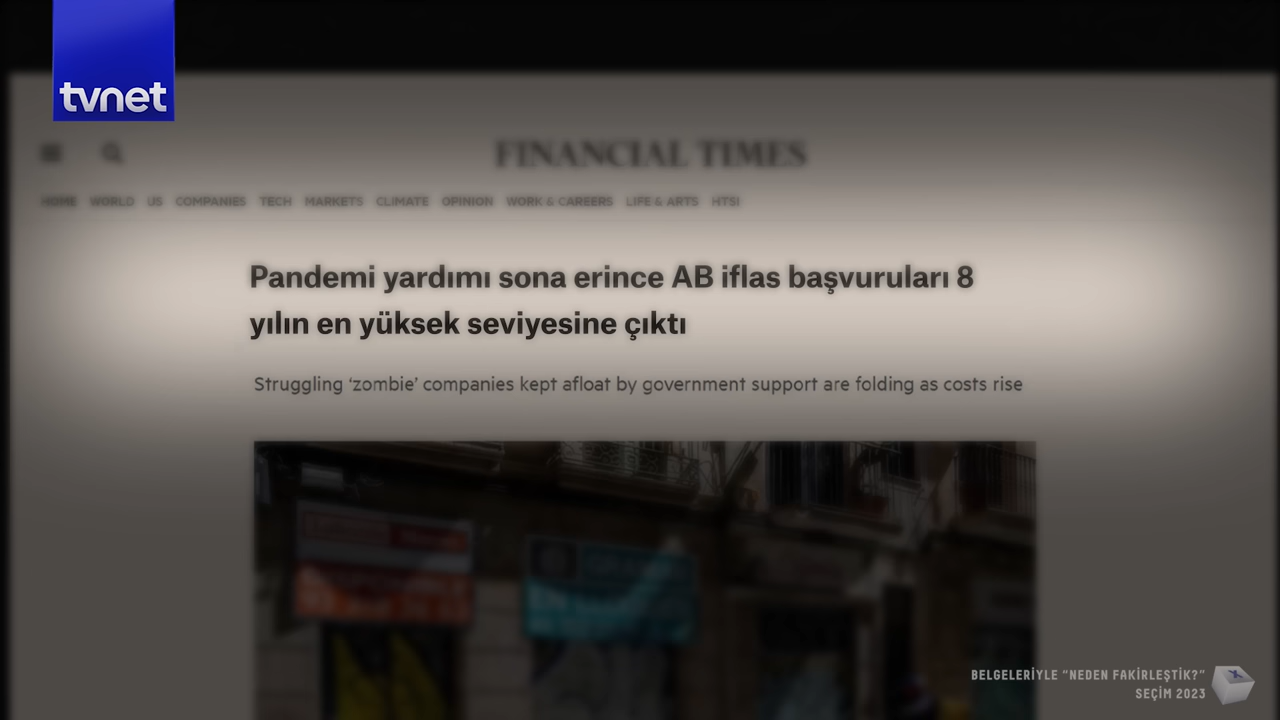 tvnet
FINANCIAL TIMES
HOME WORLD US COMPANIES TECH MARKETS CLIMATE OPINION WORK & CAREERS LIFE & ARTS HTSI
Pandemi yardımı sona erince AB iflas başvuruları 8
yılın en yüksek seviyesine çıktı
Struggling ‘zombie’ companies kept afloat by government support are folding as costs rise
BELGELERİYLE “NEDEN FAKİRLEŞTİK?”
SEÇİM 2023